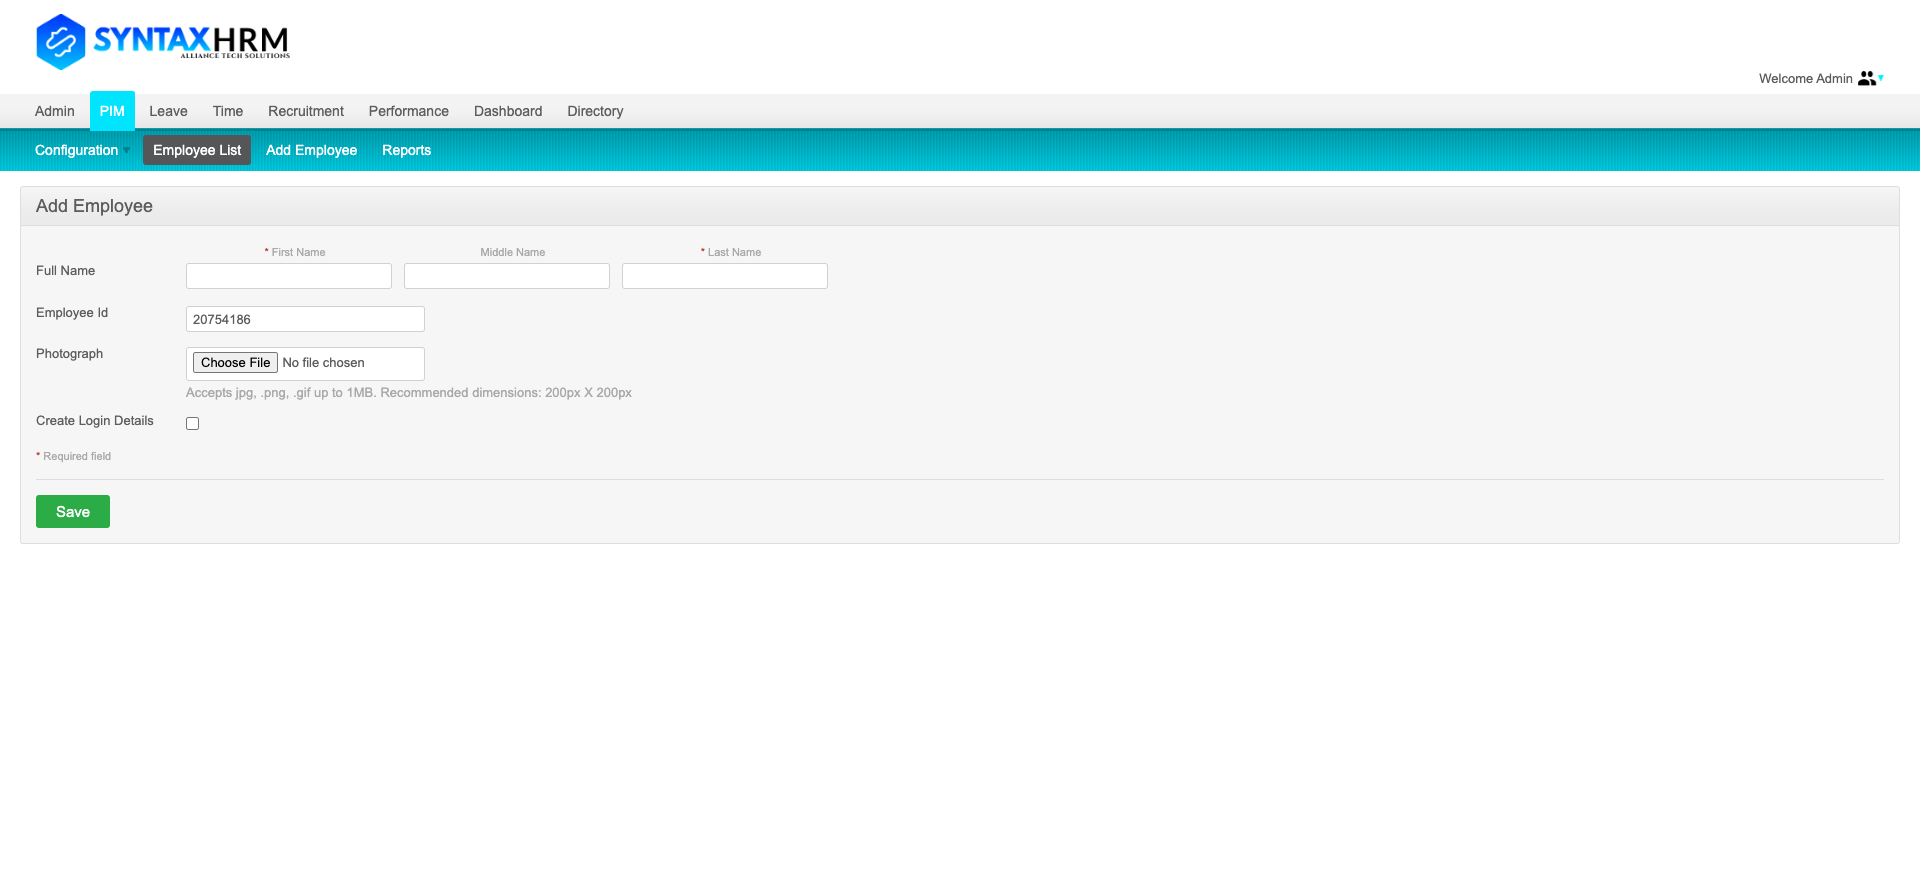 SYNTAXHRM
ALLIANCE TECH SOLUTIONS
Welcome Admin
Admin PIM Leave Time Recruitment Performance Dashboard Directory
Configuration Employee List Add Employee Reports
Add Employee
* First Name Middle Name * Last Name
Full Name
Employee Id 20754186
Photograph Choose File No file chosen
Accepts jpg, .png, .gif up to 1MB. Recommended dimensions: 200px X 200px
Create Login Details
* Required field
Save